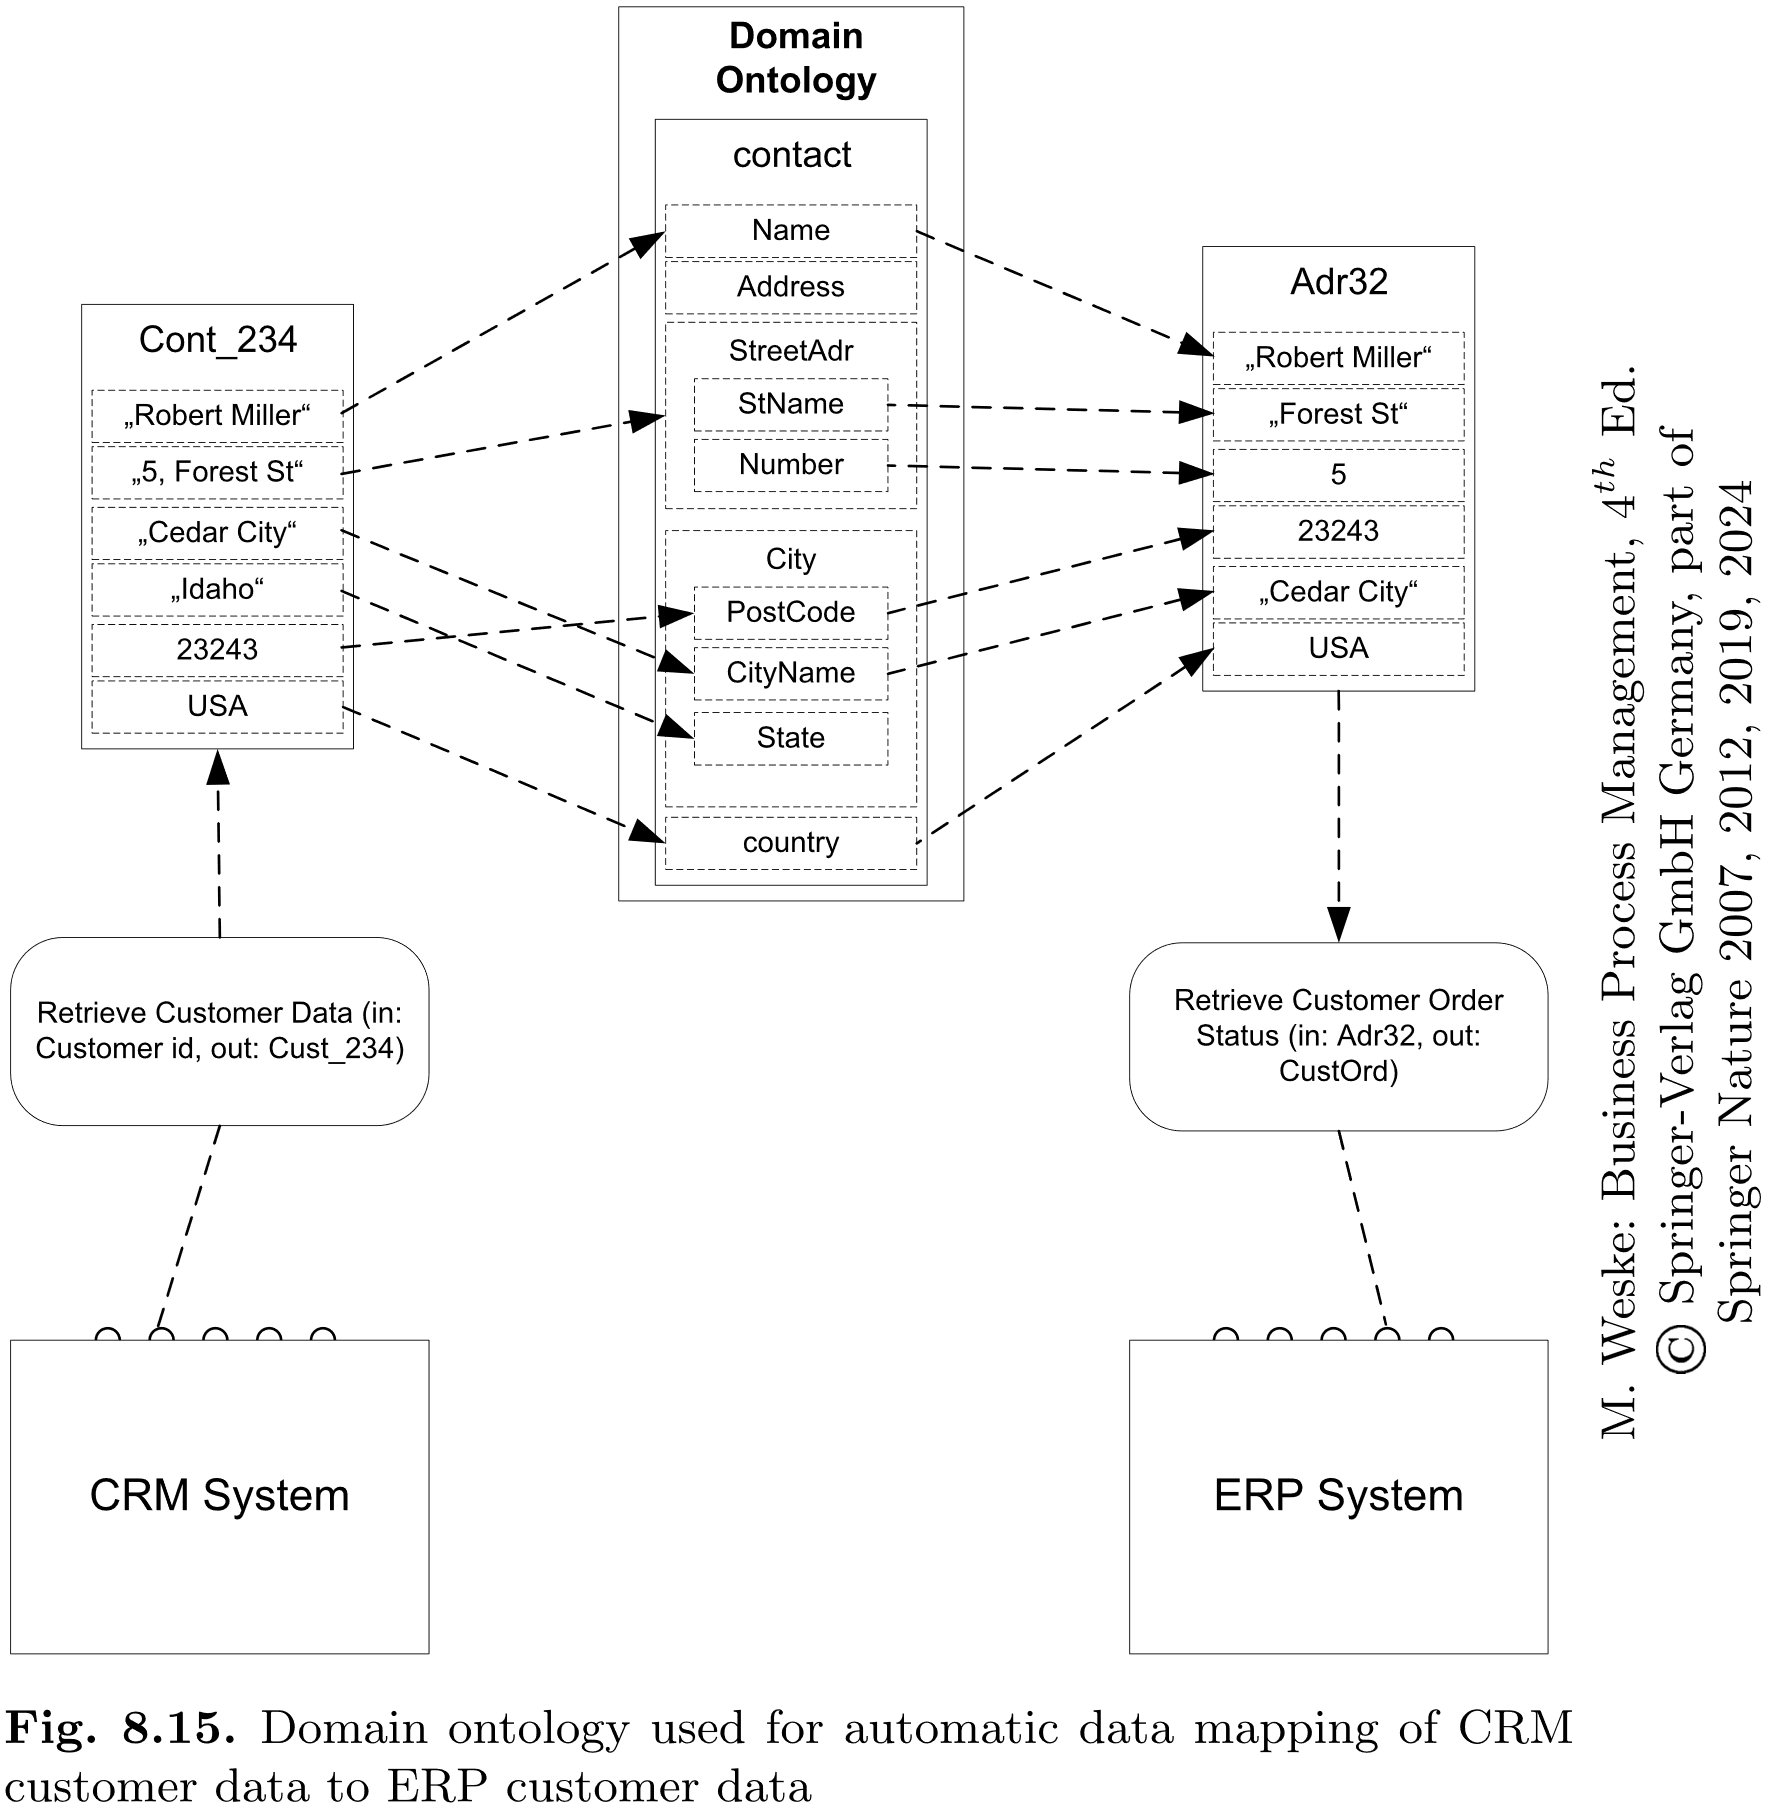 Domain
Ontology
contact
Name
Address
StreetAdr
StName
Number
City
PostCode
CityName
State
country
Cont_234
„Robert Miller“
„5, Forest St“
„Cedar City“
„Idaho“
23243
USA
Adr32
„Robert Miller“
„Forest St“
5
23243
„Cedar City“
USA
Retrieve Customer Data (in:
Customer id, out: Cust_234)
Retrieve Customer Order
Status (in: Adr32, out:
CustOrd)
CRM System
ERP System
M. Weske: Business Process Management, 4th Ed.
© Springer-Verlag GmbH Germany, part of
Springer Nature 2007, 2012, 2019, 2024
Fig. 8.15. Domain ontology used for automatic data mapping of CRM
customer data to ERP customer data